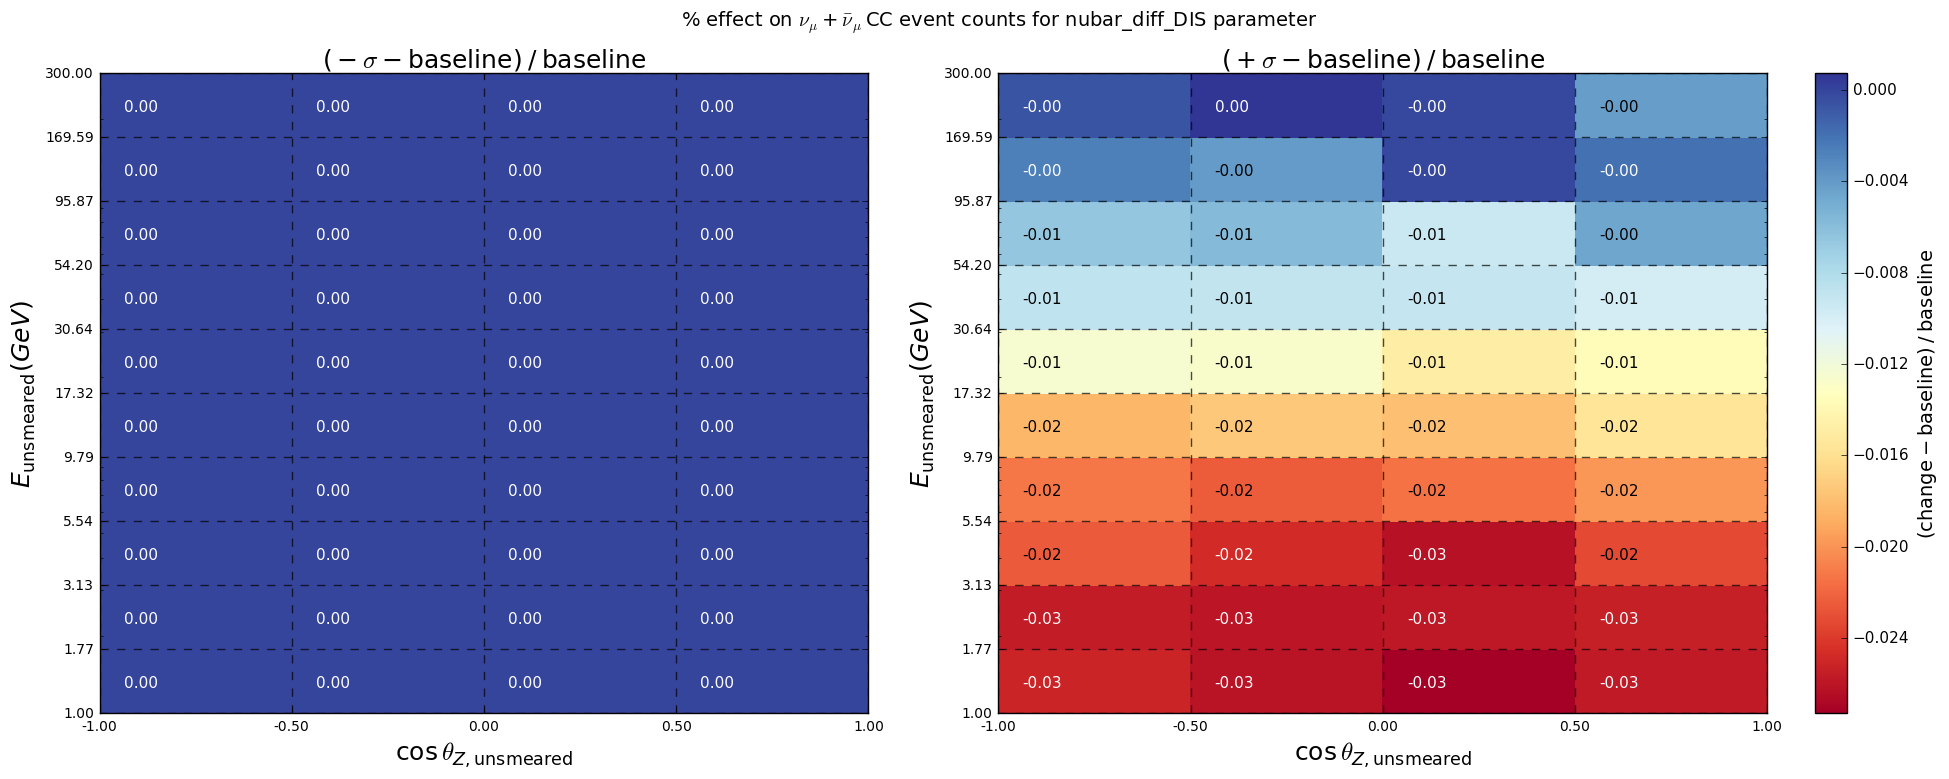 % effect on ν_μ + ν̄_μ CC event counts for nubar_diff_DIS parameter
(−σ−baseline) / baseline
300.00
169.59
95.87
54.20
30.64
17.32
9.79
5.54
3.13
1.77
1.00
E_unsmeared (GeV)
0.00 0.00 0.00 0.00
0.00 0.00 0.00 0.00
0.00 0.00 0.00 0.00
0.00 0.00 0.00 0.00
0.00 0.00 0.00 0.00
0.00 0.00 0.00 0.00
0.00 0.00 0.00 0.00
0.00 0.00 0.00 0.00
0.00 0.00 0.00 0.00
0.00 0.00 0.00 0.00
-1.00 -0.50 0.00 0.50 1.00
cos θ_Z, unsmeared
(+σ−baseline) / baseline
300.00
169.59
95.87
54.20
30.64
17.32
9.79
5.54
3.13
1.77
1.00
E_unsmeared (GeV)
-0.00 0.00 -0.00 -0.00
-0.00 -0.00 -0.00 -0.00
-0.01 -0.01 -0.01 -0.00
-0.01 -0.01 -0.01 -0.01
-0.01 -0.01 -0.01 -0.01
-0.02 -0.02 -0.02 -0.02
-0.02 -0.02 -0.02 -0.02
-0.02 -0.02 -0.03 -0.02
-0.03 -0.03 -0.03 -0.03
-0.03 -0.03 -0.03 -0.03
-1.00 -0.50 0.00 0.50 1.00
cos θ_Z, unsmeared
0.000
−0.004
−0.008
−0.012
−0.016
−0.020
−0.024
(change−baseline) / baseline